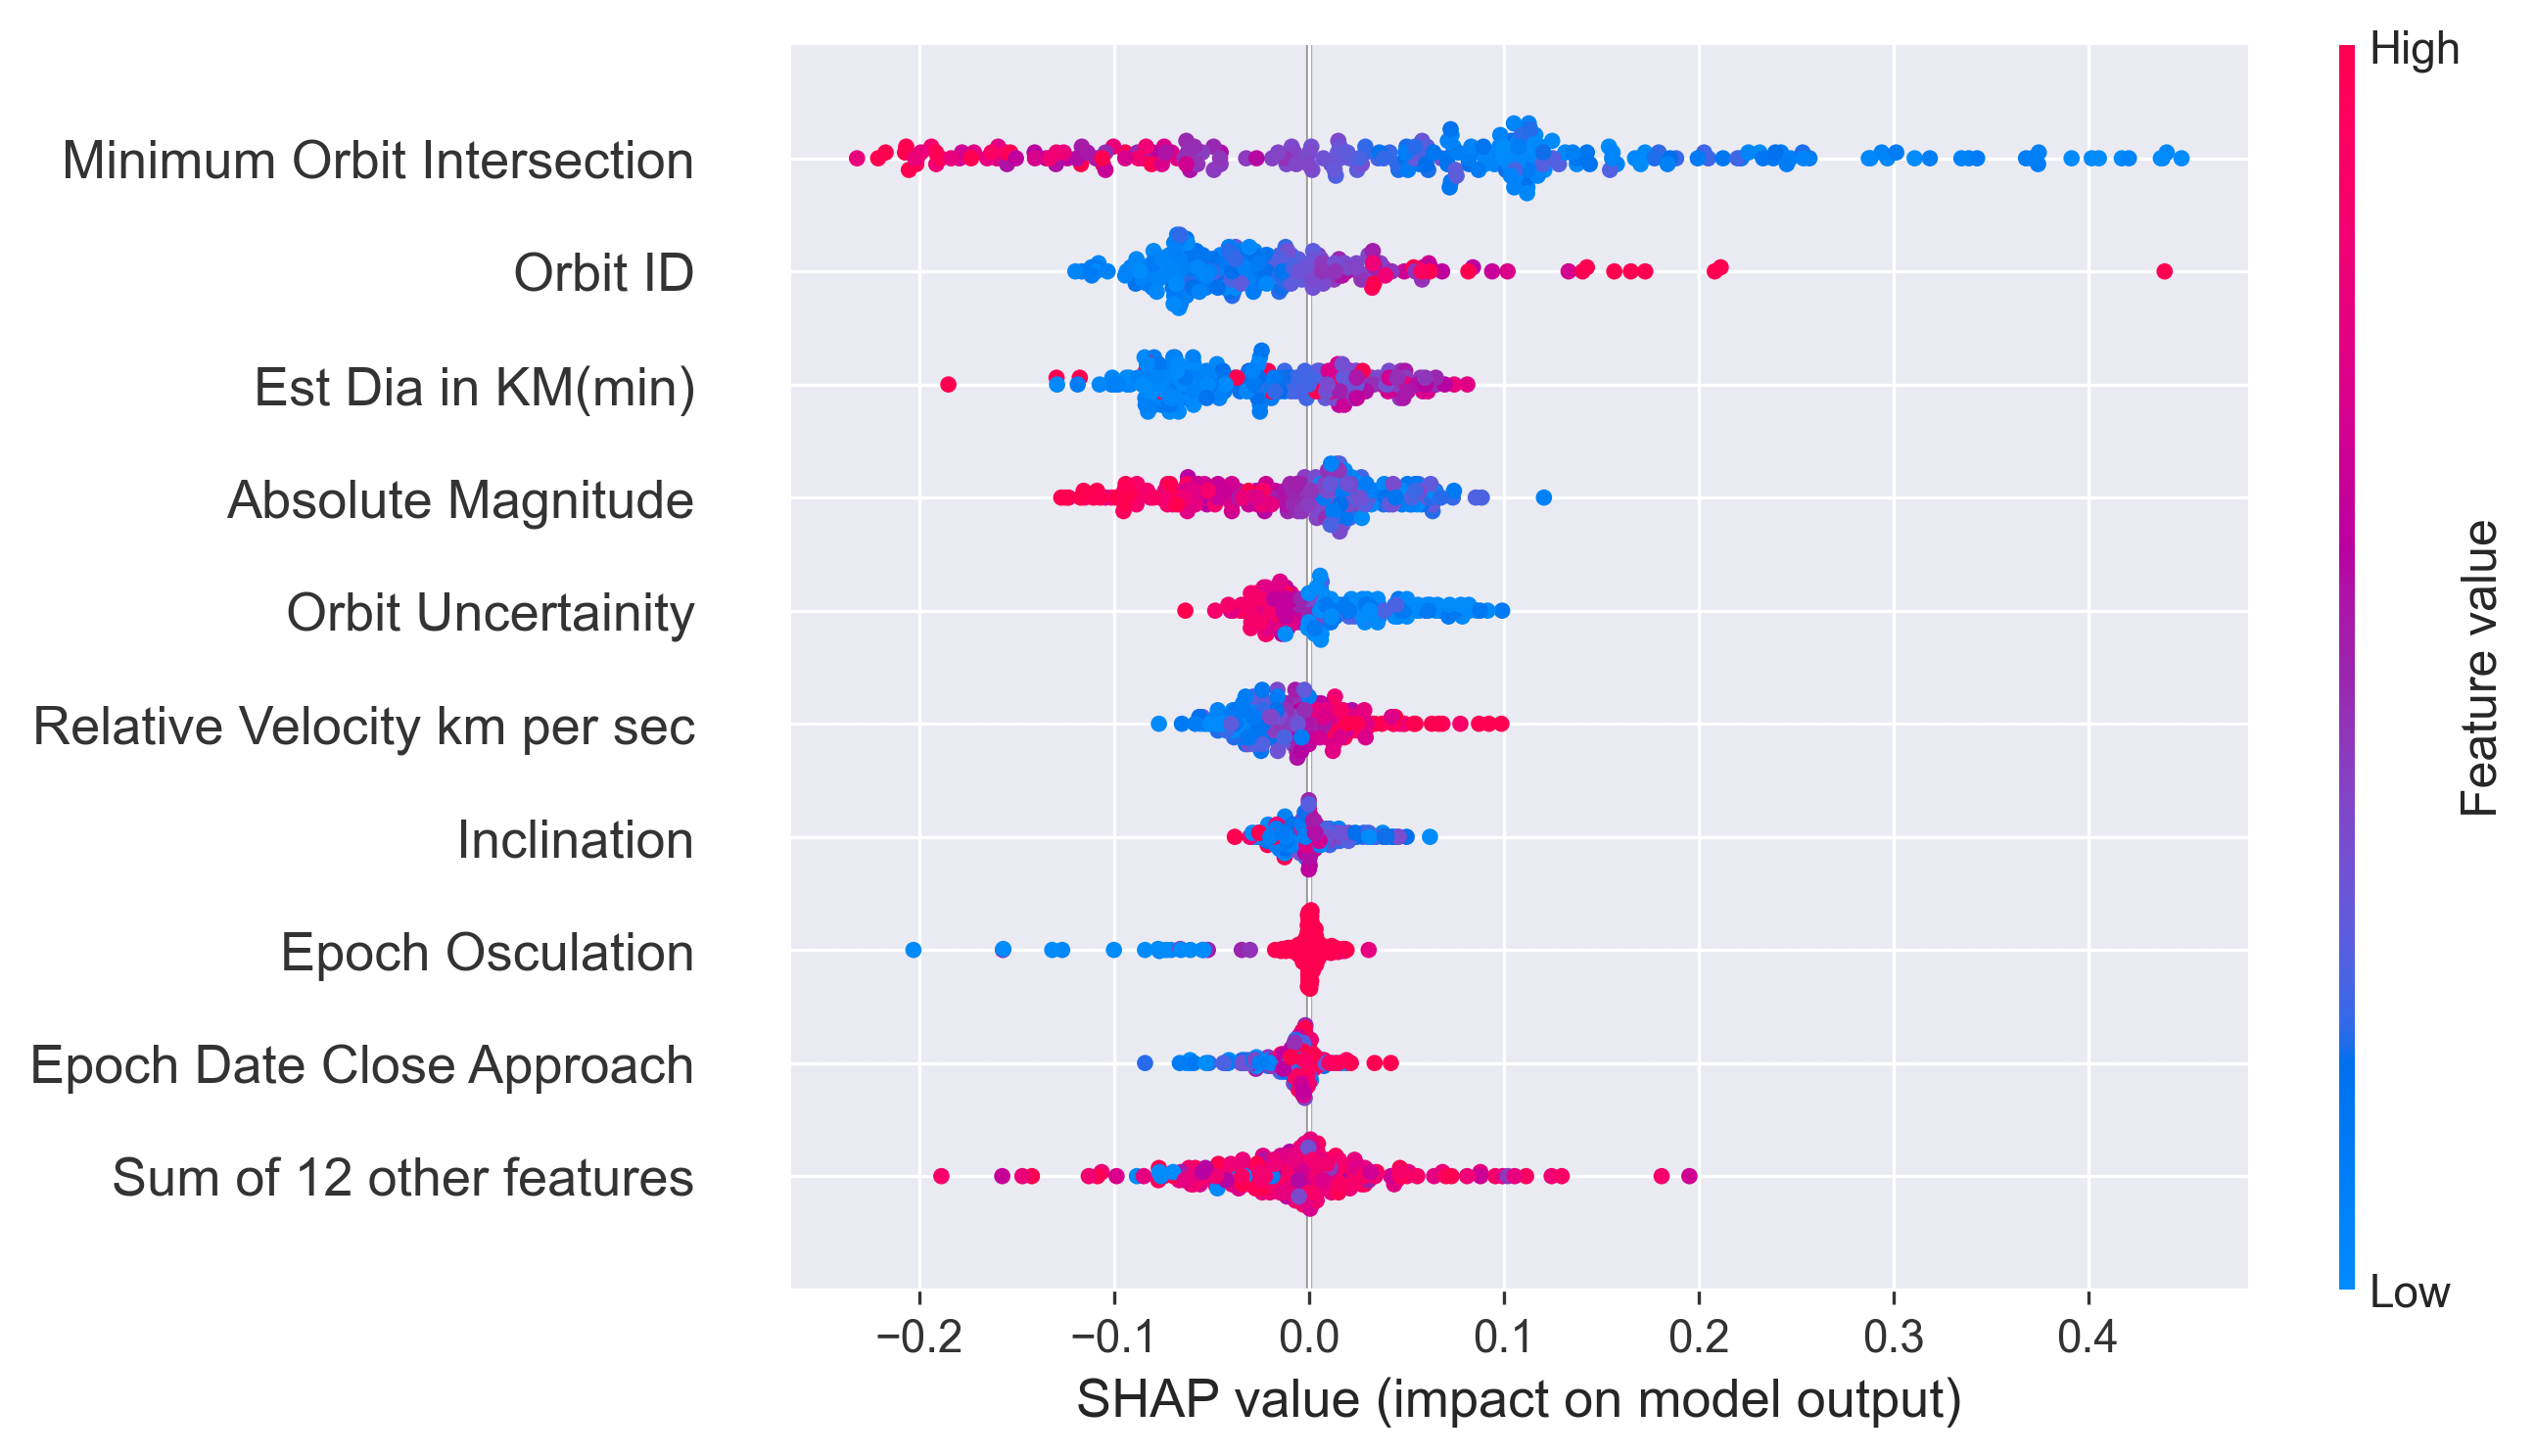 High
Minimum Orbit Intersection
Orbit ID
Est Dia in KM(min)
Absolute Magnitude
Orbit Uncertainity
Relative Velocity km per sec
Inclination
Epoch Osculation
Epoch Date Close Approach
Sum of 12 other features
Feature value
Low
−0.2
−0.1
0.0
0.1
0.2
0.3
0.4
SHAP value (impact on model output)